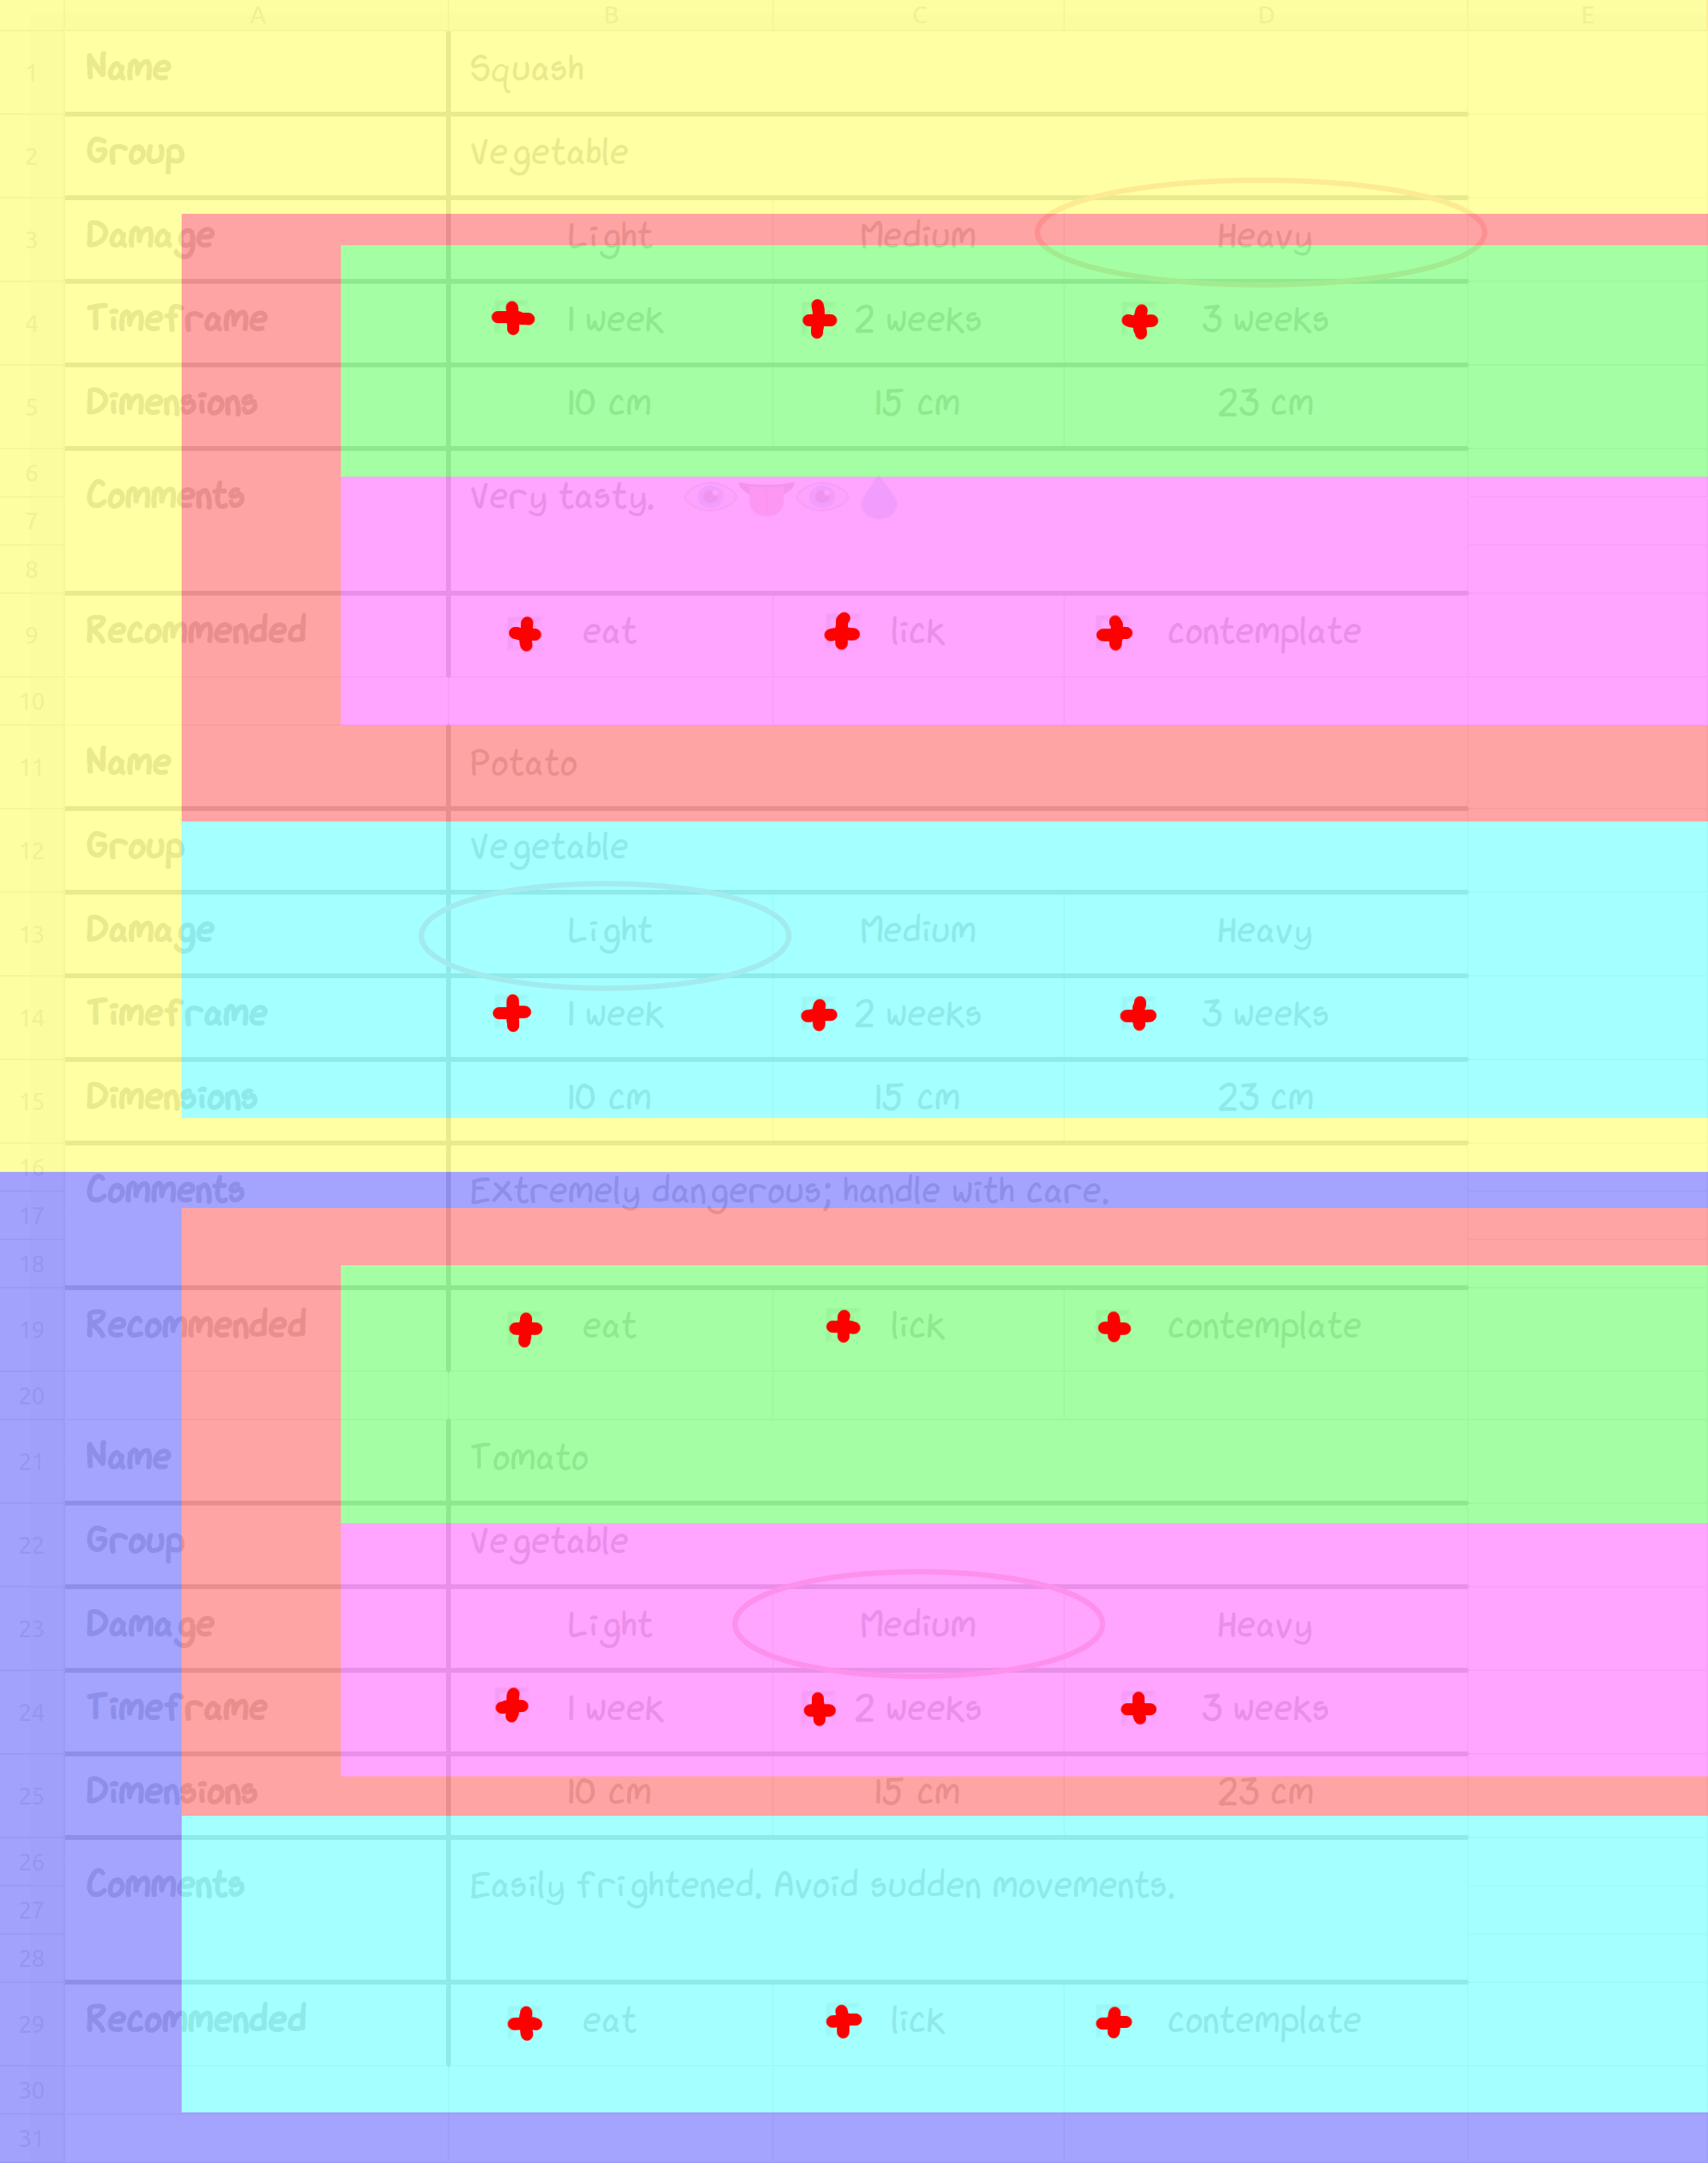 A B C D E
1 Name Squash
2 Group Vegetable
3 Damage Light Medium Heavy
4 Timeframe 1 week 2 weeks 3 weeks
5 Dimensions 10 cm 15 cm 23 cm
6
Comments Very tasty. 👁👅👁💧
7
8
9 Recommended eat lick contemplate
10
11 Name Potato
12 Group Vegetable
13 Damage Light Medium Heavy
14 Timeframe 1 week 2 weeks 3 weeks
15 Dimensions 10 cm 15 cm 23 cm
16
Comments Extremely dangerous; handle with care.
17
18
19 Recommended eat lick contemplate
20
21 Name Tomato
22 Group Vegetable
23 Damage Light Medium Heavy
24 Timeframe 1 week 2 weeks 3 weeks
25 Dimensions 10 cm 15 cm 23 cm
26
Comments Easily frightened. Avoid sudden movements.
27
28
29 Recommended eat lick contemplate
30
31